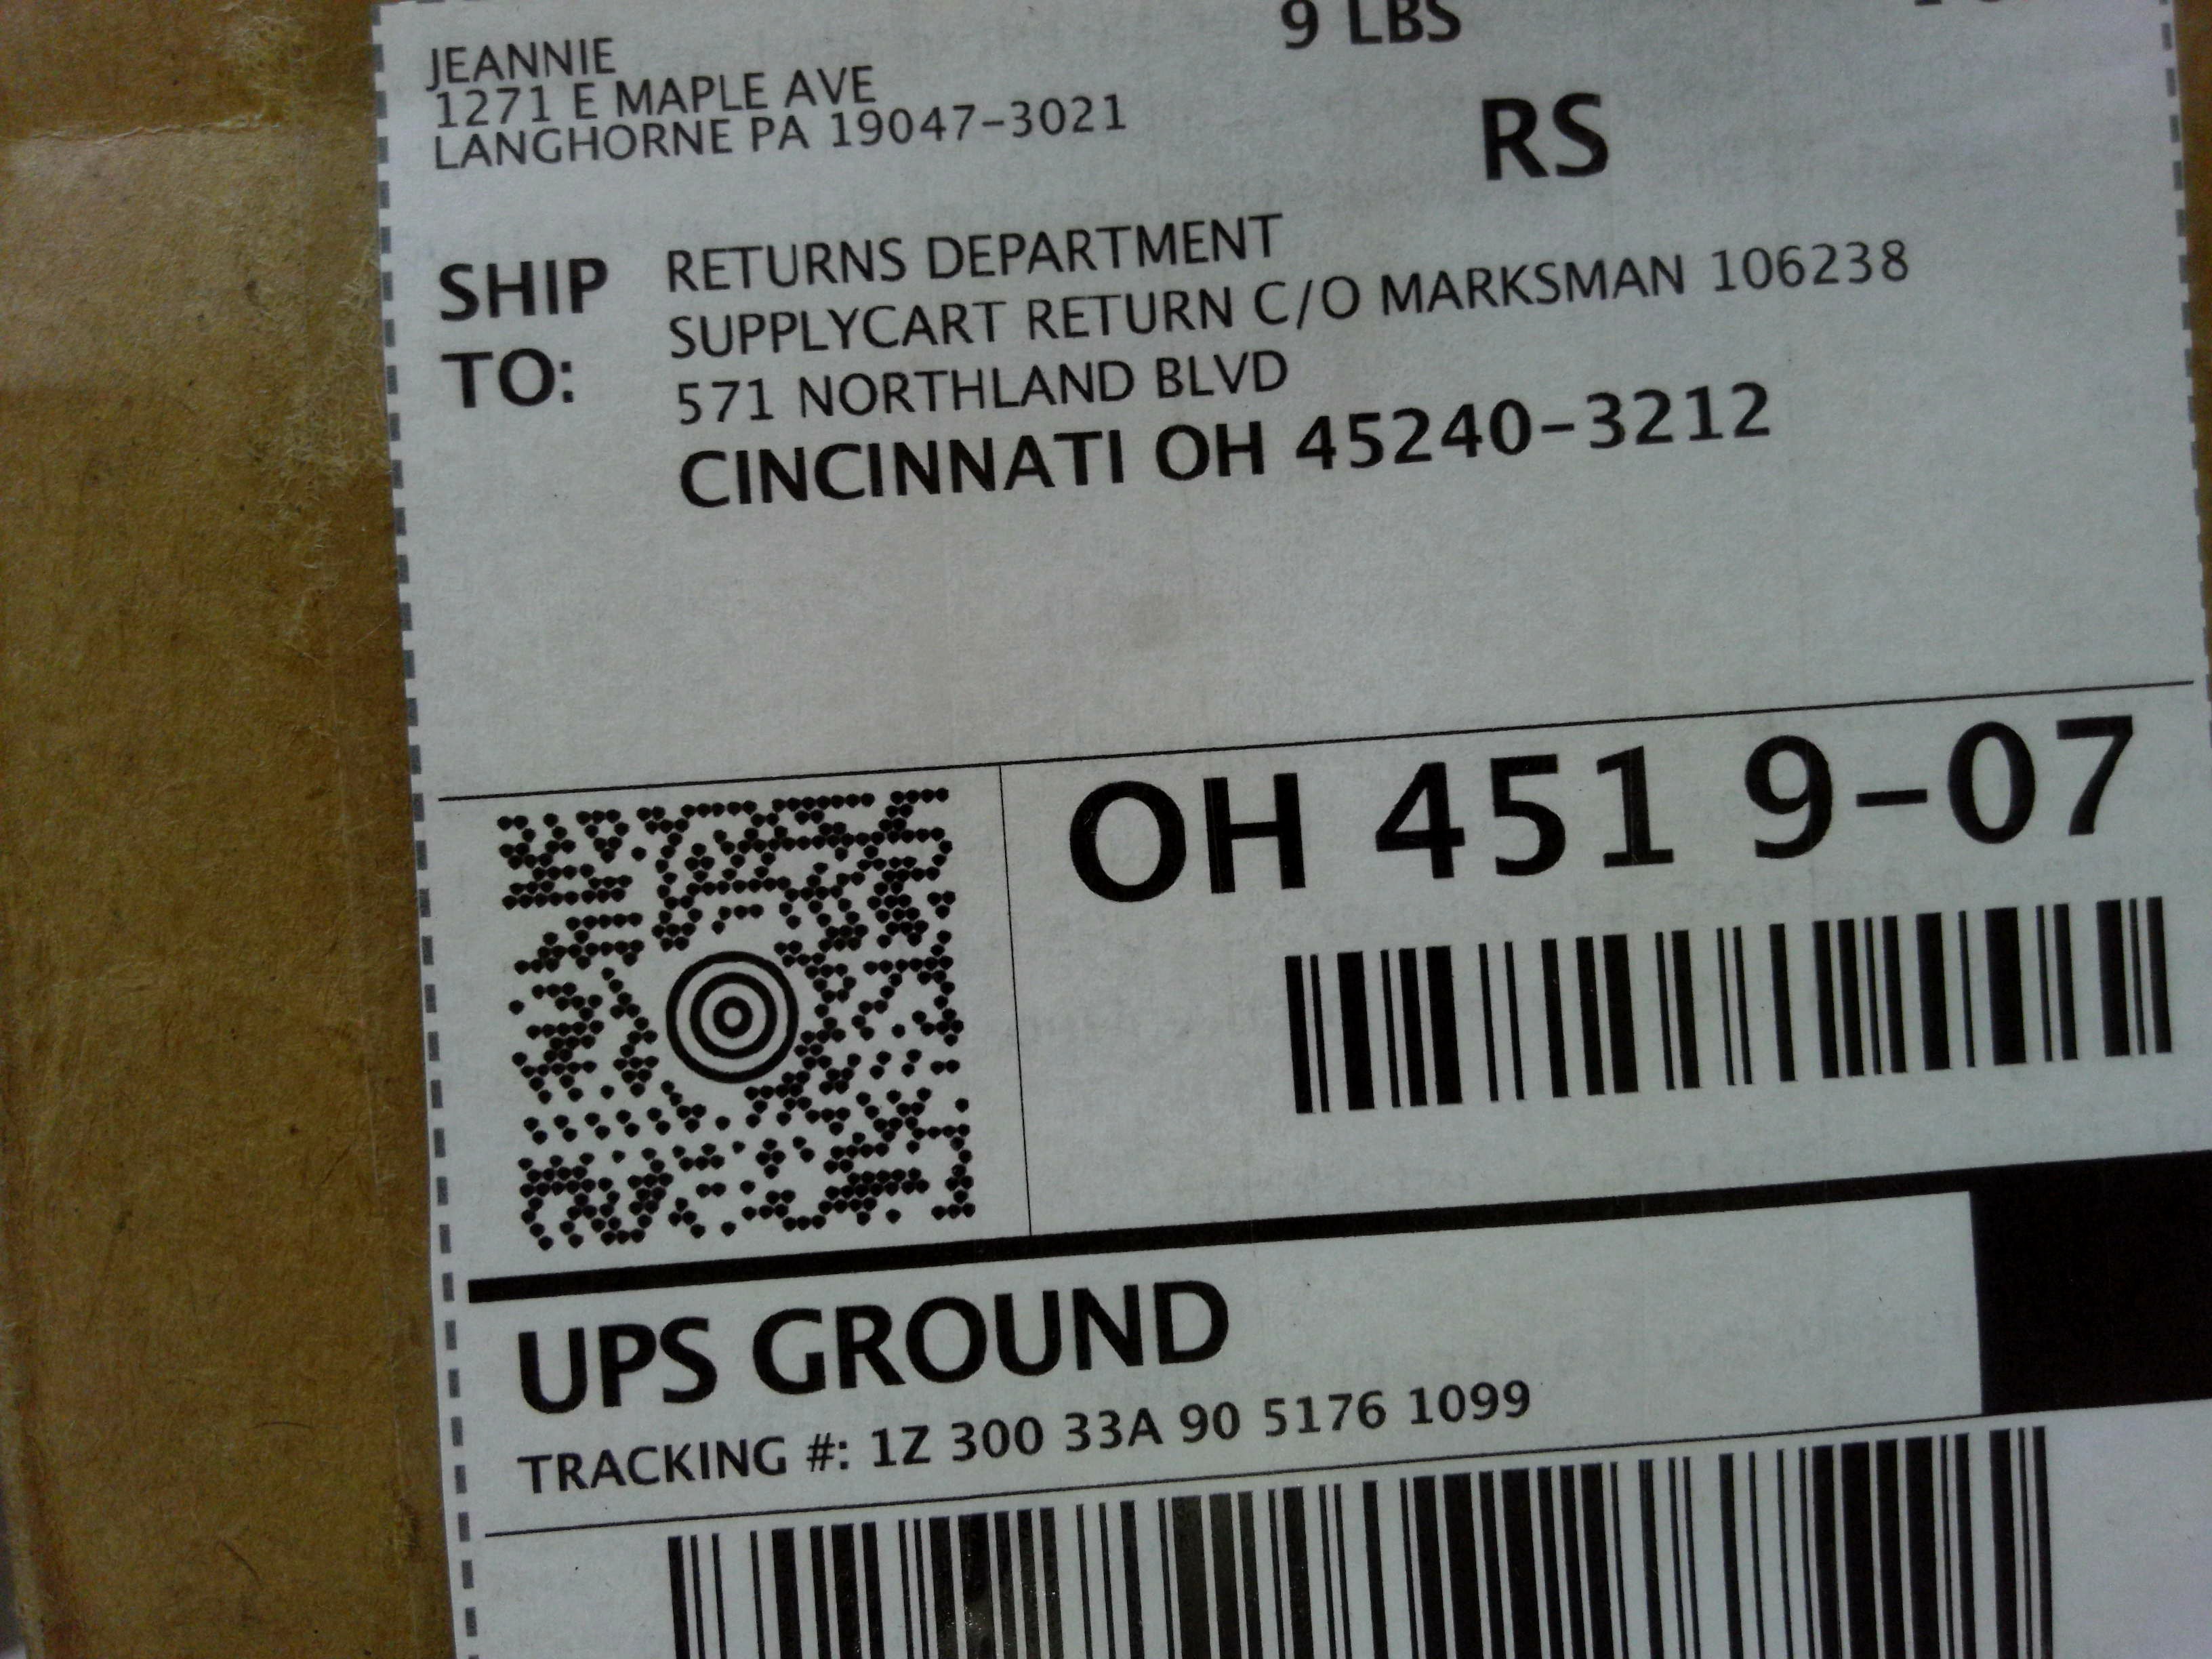 JEANNIE
1271 E MAPLE AVE
LANGHORNE PA 19047-3021
9 LBS
RS
SHIP TO:
RETURNS DEPARTMENT
SUPPLYCART RETURN C/O MARKSMAN 106238
571 NORTHLAND BLVD
CINCINNATI OH 45240-3212
OH 451 9-07
UPS GROUND
TRACKING #: 1Z 300 33A 90 5176 1099